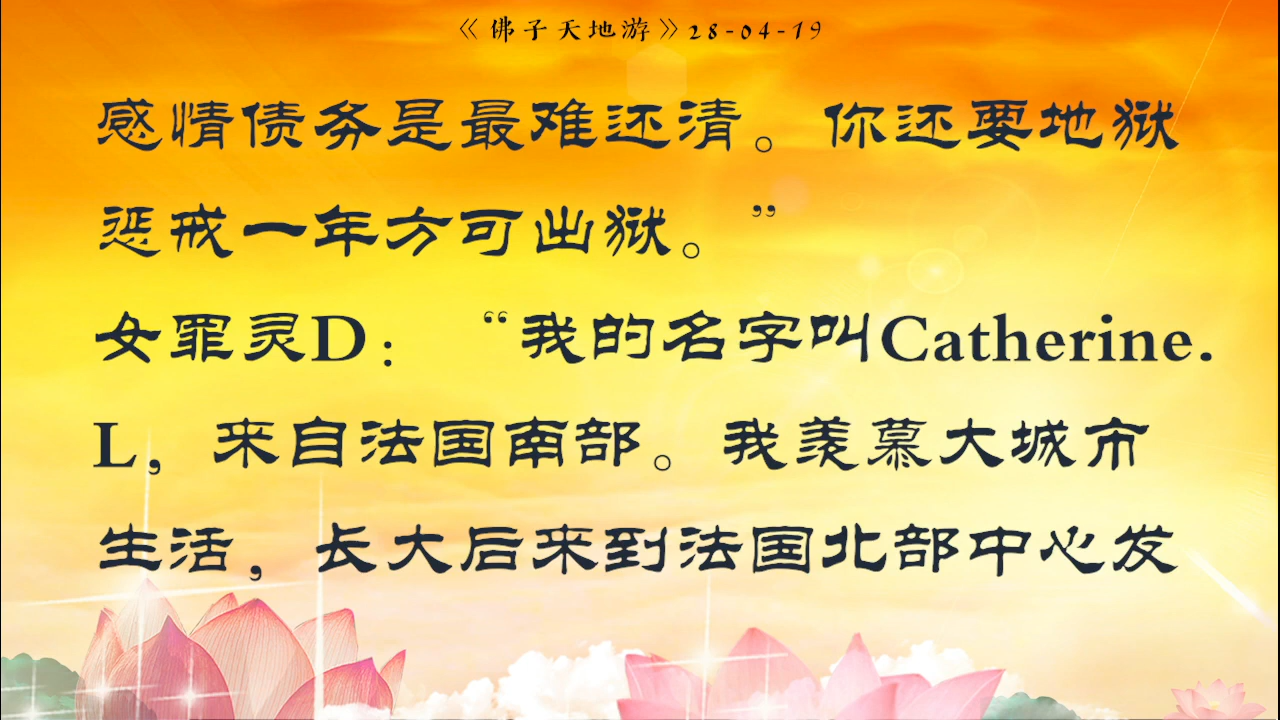 《佛子天地游》28-04-19
感情债务是最难还清。你还要地狱
惩戒一年方可出狱。”
女罪灵D：“我的名字叫Catherine.
L，来自法国南部。我羡慕大城市
生活，长大后来到法国北部中心发